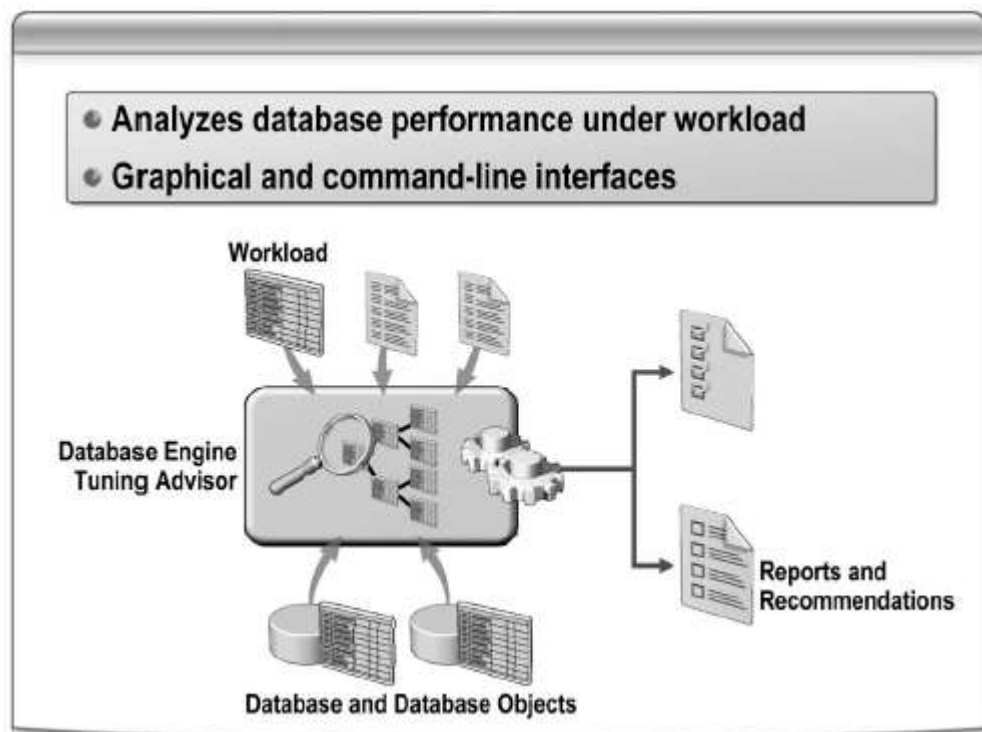 Analyzes database performance under workload
Graphical and command-line interfaces
Workload
Database Engine
Tuning Advisor
Reports and
Recommendations
Database and Database Objects